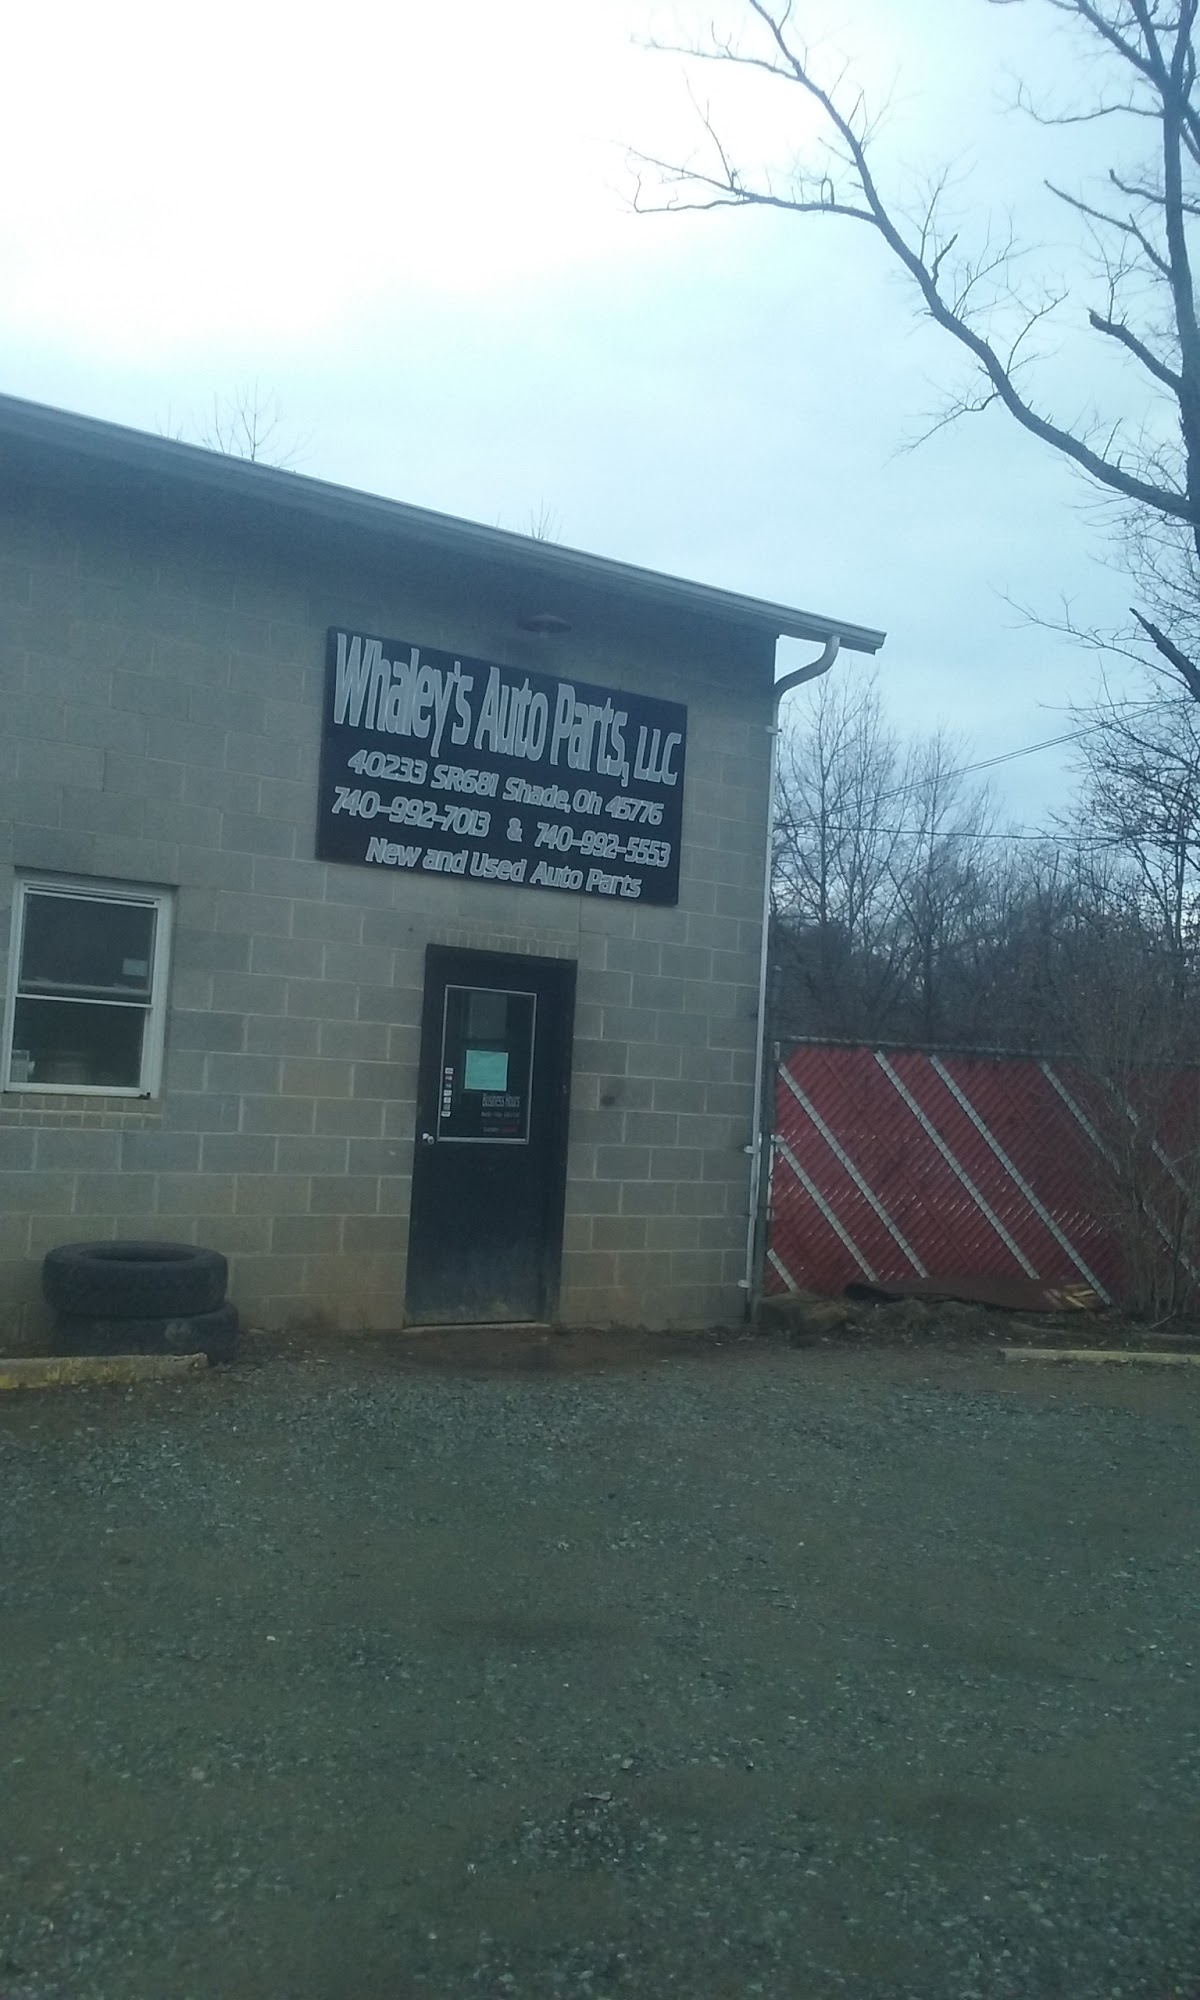 Whaley's Auto Parts, LLC
40233 SR681 Shade, Oh 45776
740-992-7013 & 740-992-5553
New and Used Auto Parts
Business Hours